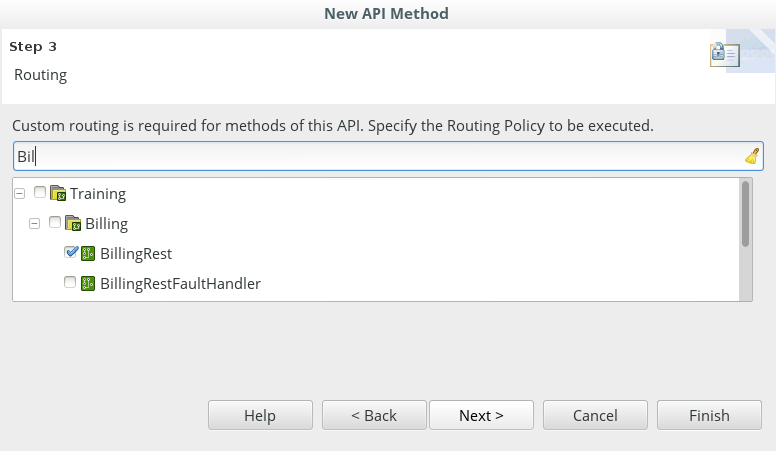 New API Method
Step 3
Routing
Custom routing is required for methods of this API. Specify the Routing Policy to be executed.
Bil
Training
Billing
BillingRest
BillingRestFaultHandler
Help
< Back
Next >
Cancel
Finish